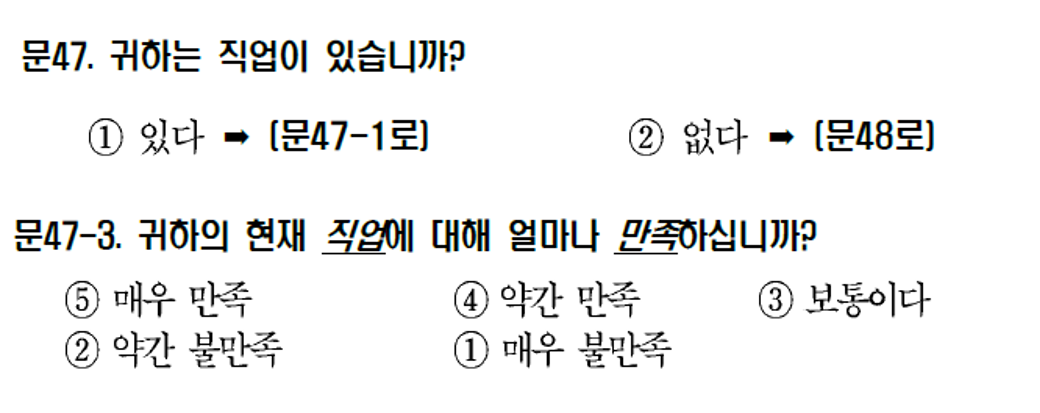 문47. 귀하는 직업이 있습니까?
① 있다 ➡ (문47-1로) ② 없다 ➡ (문48로)
문47-3. 귀하의 현재 직업에 대해 얼마나 만족하십니까?
⑤ 매우 만족 ④ 약간 만족 ③ 보통이다
② 약간 불만족 ① 매우 불만족